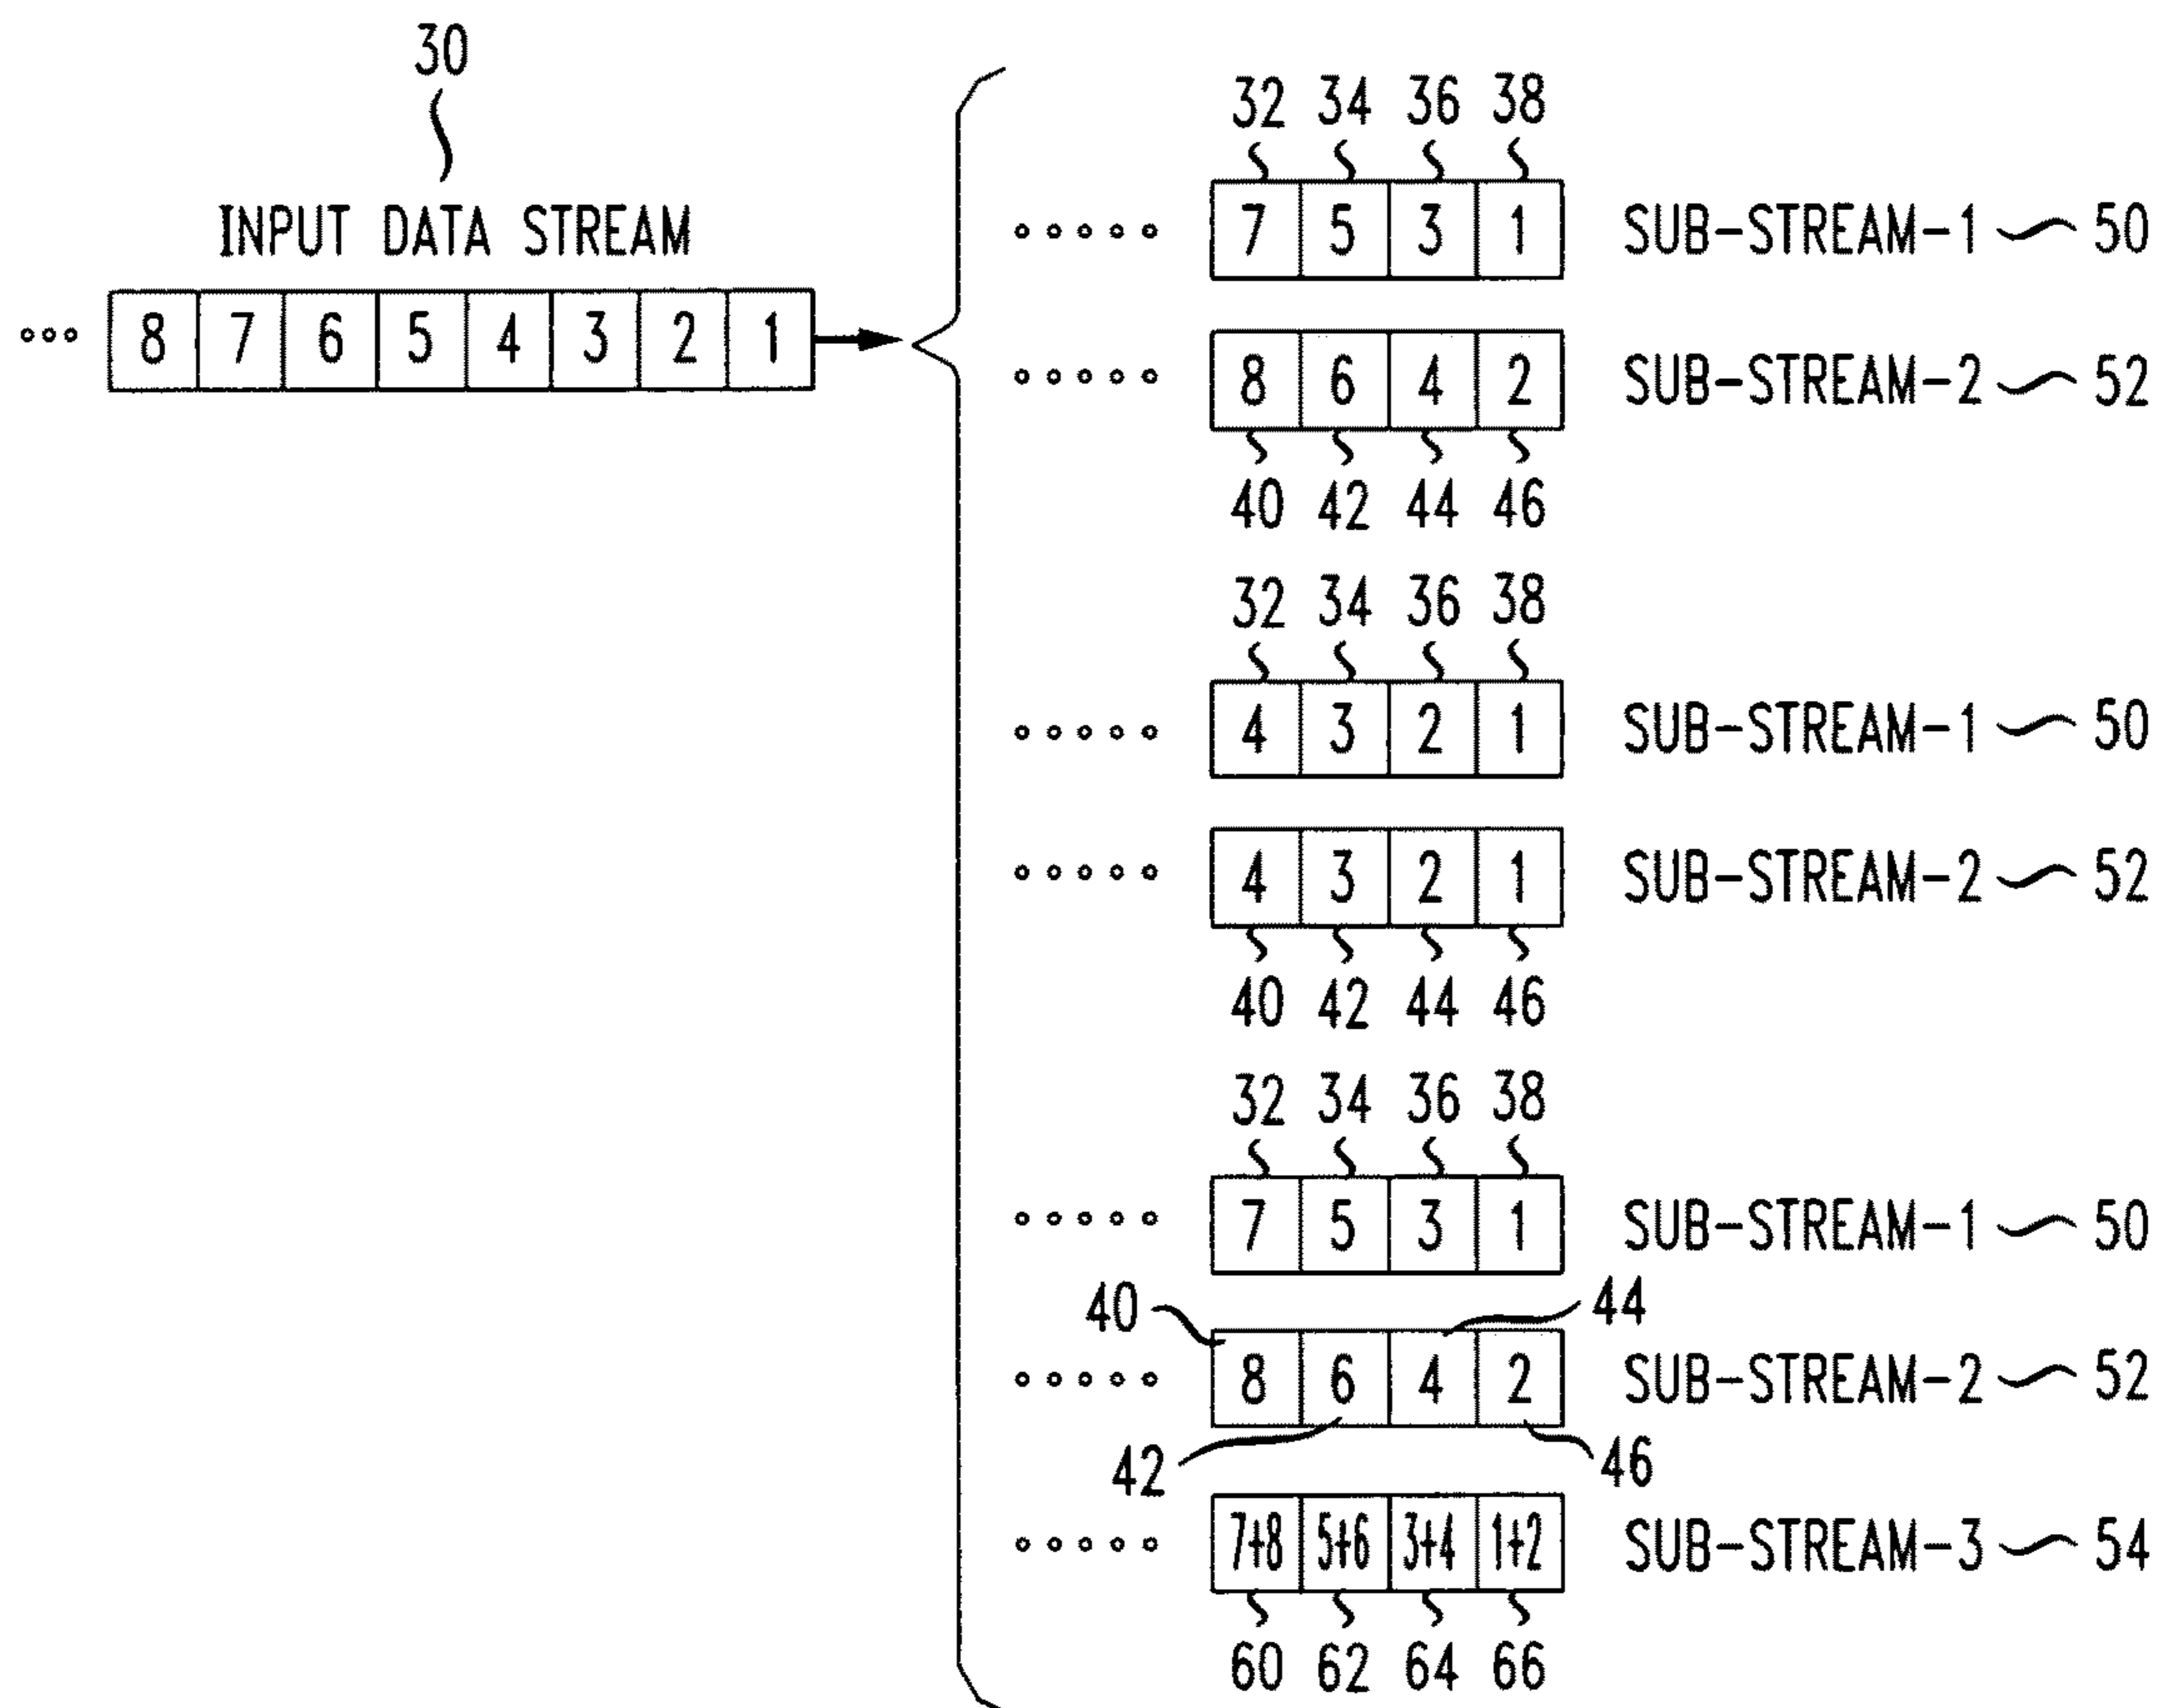 30
INPUT DATA STREAM
8 7 6 5 4 3 2 1
32 34 36 38
7 5 3 1 SUB-STREAM-1 50
8 6 4 2 SUB-STREAM-2 52
40 42 44 46
32 34 36 38
4 3 2 1 SUB-STREAM-1 50
4 3 2 1 SUB-STREAM-2 52
40 42 44 46
32 34 36 38
7 5 3 1 SUB-STREAM-1 50
40 44
8 6 4 2 SUB-STREAM-2 52
42 46
7+8 5+6 3+4 1+2 SUB-STREAM-3 54
60 62 64 66